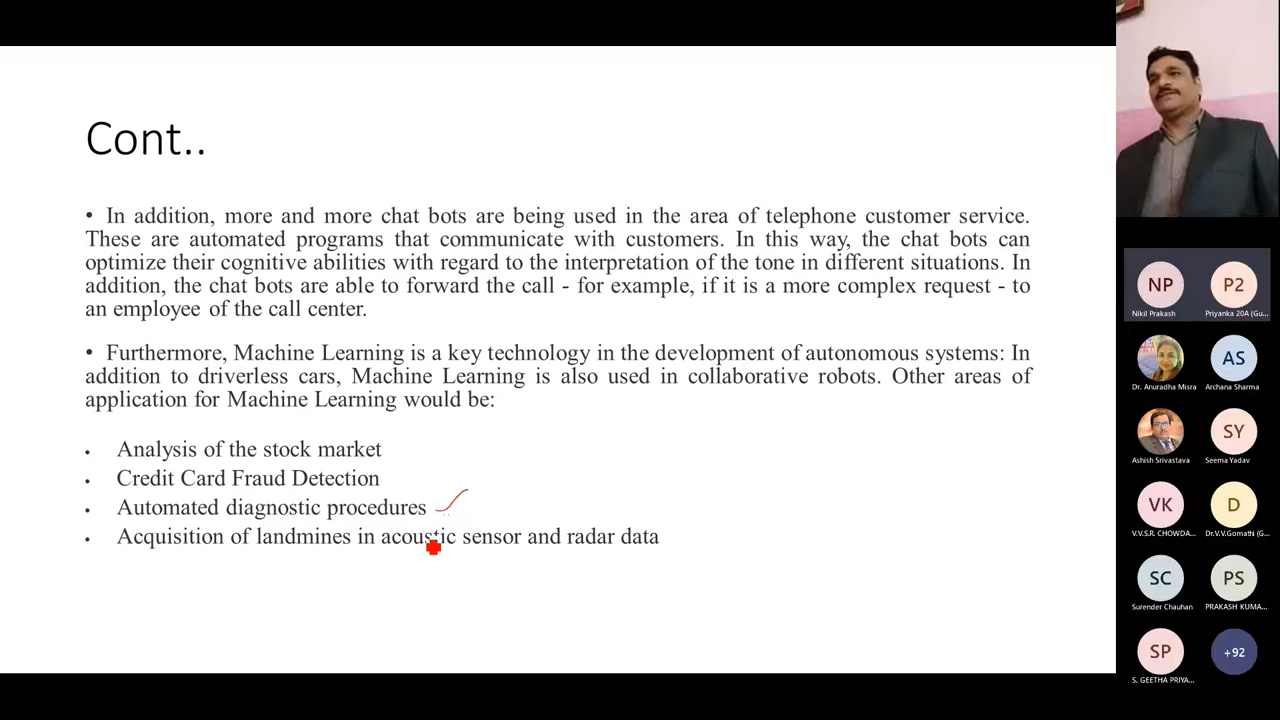 Cont..
• In addition, more and more chat bots are being used in the area of telephone customer service.
These are automated programs that communicate with customers. In this way, the chat bots can
optimize their cognitive abilities with regard to the interpretation of the tone in different situations. In
addition, the chat bots are able to forward the call - for example, if it is a more complex request - to
an employee of the call center.
• Furthermore, Machine Learning is a key technology in the development of autonomous systems: In
addition to driverless cars, Machine Learning is also used in collaborative robots. Other areas of
application for Machine Learning would be:
• Analysis of the stock market
• Credit Card Fraud Detection
• Automated diagnostic procedures
• Acquisition of landmines in acoustic sensor and radar data
NP
P2
Nikil Prakash
Priyanka 20A (Gu...
AS
Dr. Anuradha Misra
Archana Sharma
SY
Ashish Srivastava
Seema Yadav
VK
D
V.V.S.R. CHOWDA...
Dr.V.V.Gomathi (G...
SC
PS
Surender Chauhan
PRAKASH KUMA...
SP
+92
S. GEETHA PRIYA...